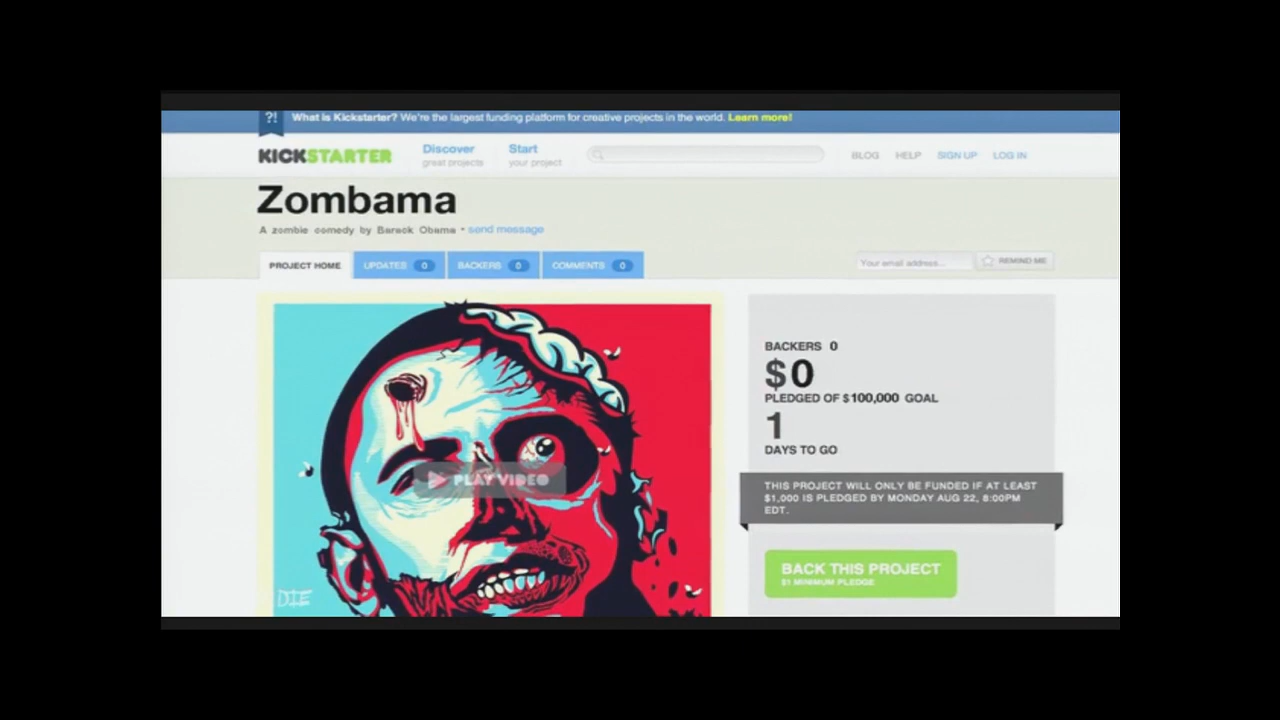 ?! What is Kickstarter? We're the largest funding platform for creative projects in the world. Learn more!
KICKSTARTER
Discover
great projects
Start
your project
BLOG HELP SIGN UP LOG IN
Zombama
A zombie comedy by Barack Obama • send message
PROJECT HOME UPDATES 0 BACKERS 0 COMMENTS 0
Your email address... REMIND ME
PLAY VIDEO
DIE
BACKERS 0
$0
PLEDGED OF $100,000 GOAL
1
DAYS TO GO
THIS PROJECT WILL ONLY BE FUNDED IF AT LEAST
$1,000 IS PLEDGED BY MONDAY AUG 22, 8:00PM
EDT.
BACK THIS PROJECT
$1 MINIMUM PLEDGE